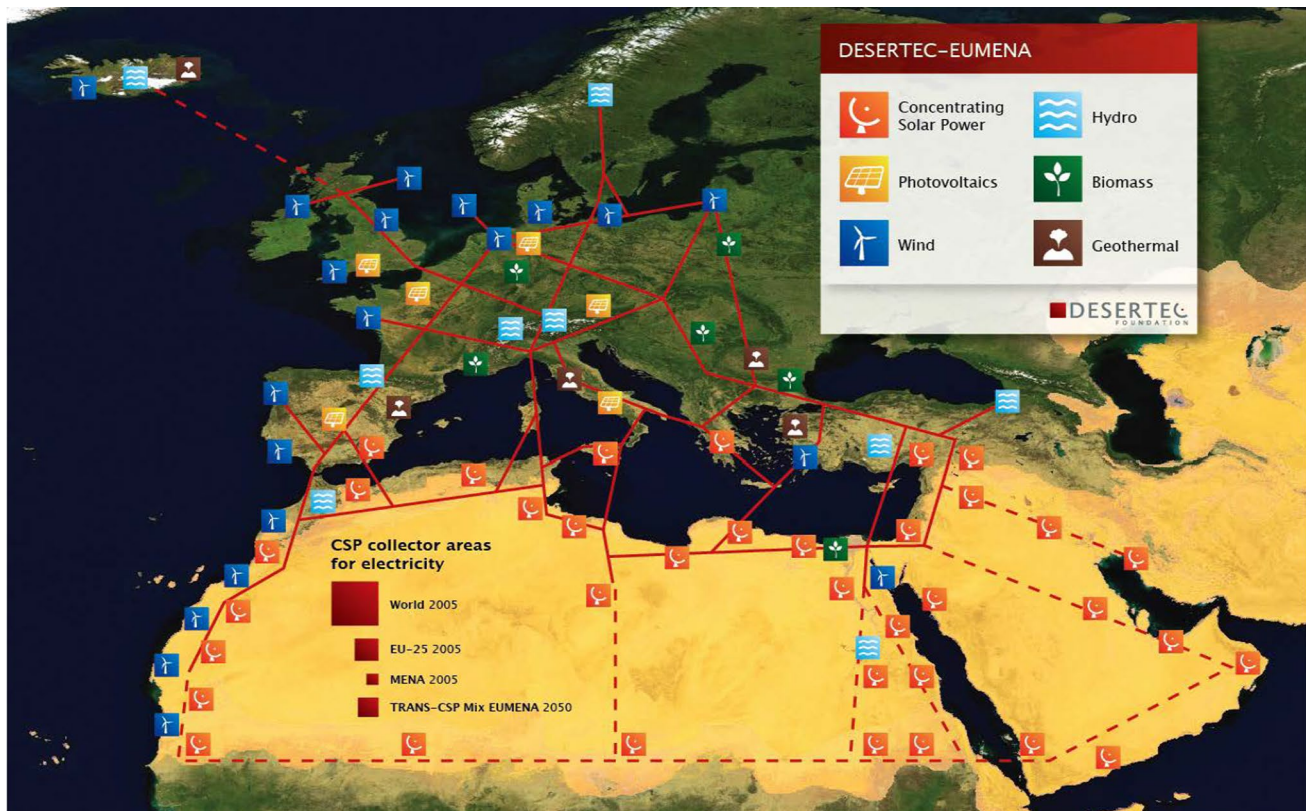 DESERTEC–EUMENA
Concentrating
Solar Power
Hydro
Photovoltaics
Biomass
Wind
Geothermal
DESERTEC
FOUNDATION
CSP collector areas
for electricity
World 2005
EU–25 2005
MENA 2005
TRANS–CSP Mix EUMENA 2050